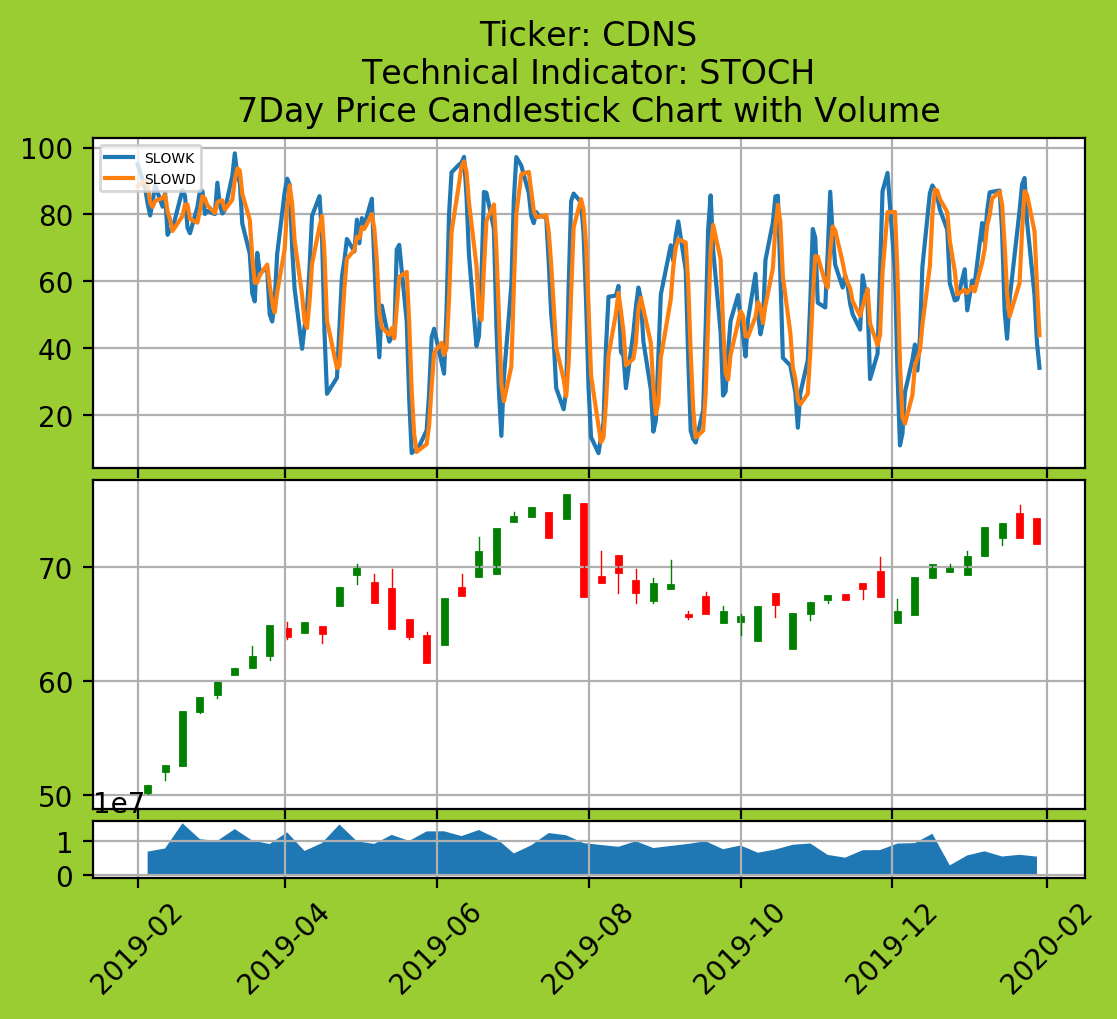 Ticker: CDNS
Technical Indicator: STOCH
7Day Price Candlestick Chart with Volume
100
SLOWK
SLOWD
80
60
40
20
70
60
50
1e7
1
0
2019-02
2019-04
2019-06
2019-08
2019-10
2019-12
2020-02